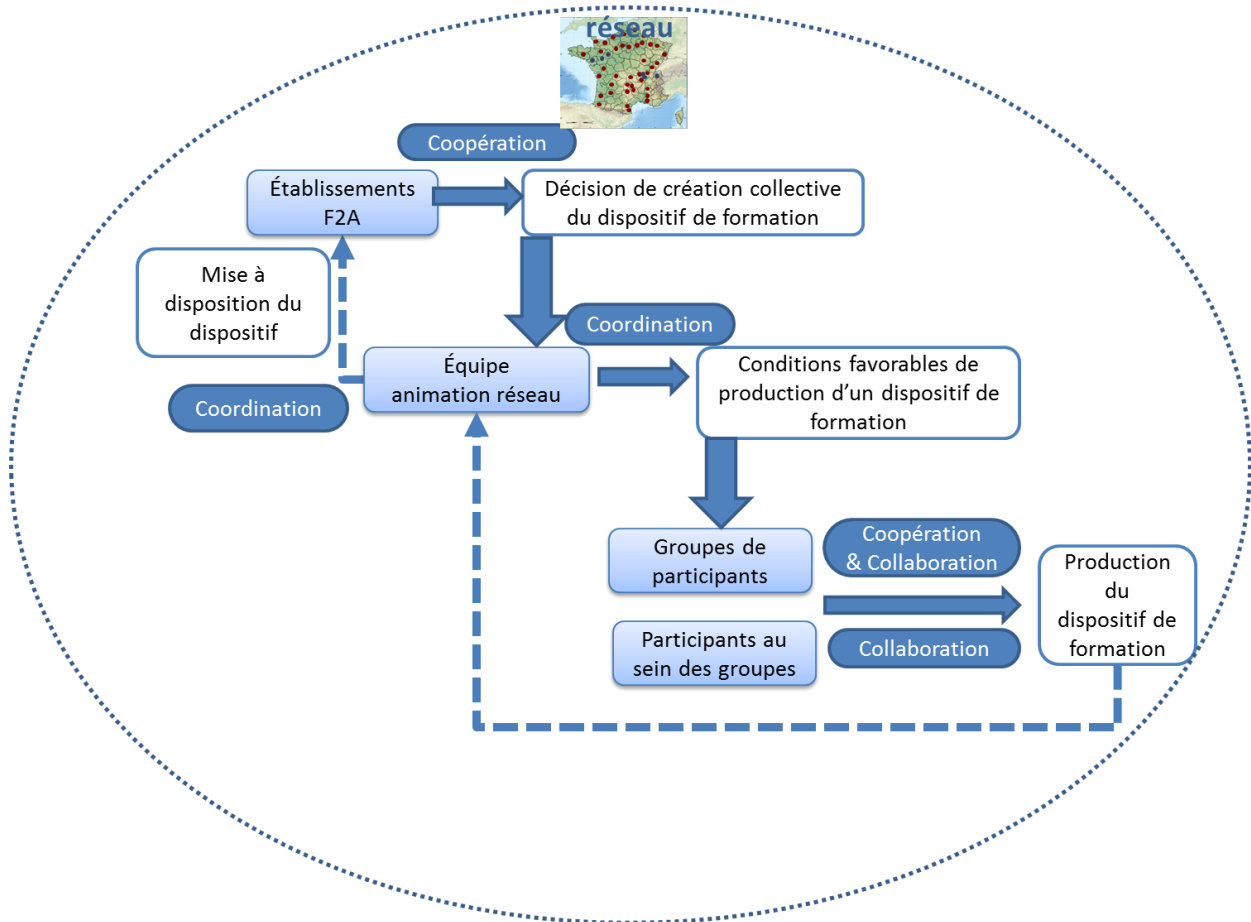 réseau
Coopération
Établissements
F2A
Décision de création collective
du dispositif de formation
Mise à
disposition du
dispositif
Coordination
Équipe
animation réseau
Conditions favorables de
production d’un dispositif de
formation
Coordination
Groupes de
participants
Coopération
& Collaboration
Production
du
dispositif de
formation
Participants au
sein des groupes
Collaboration